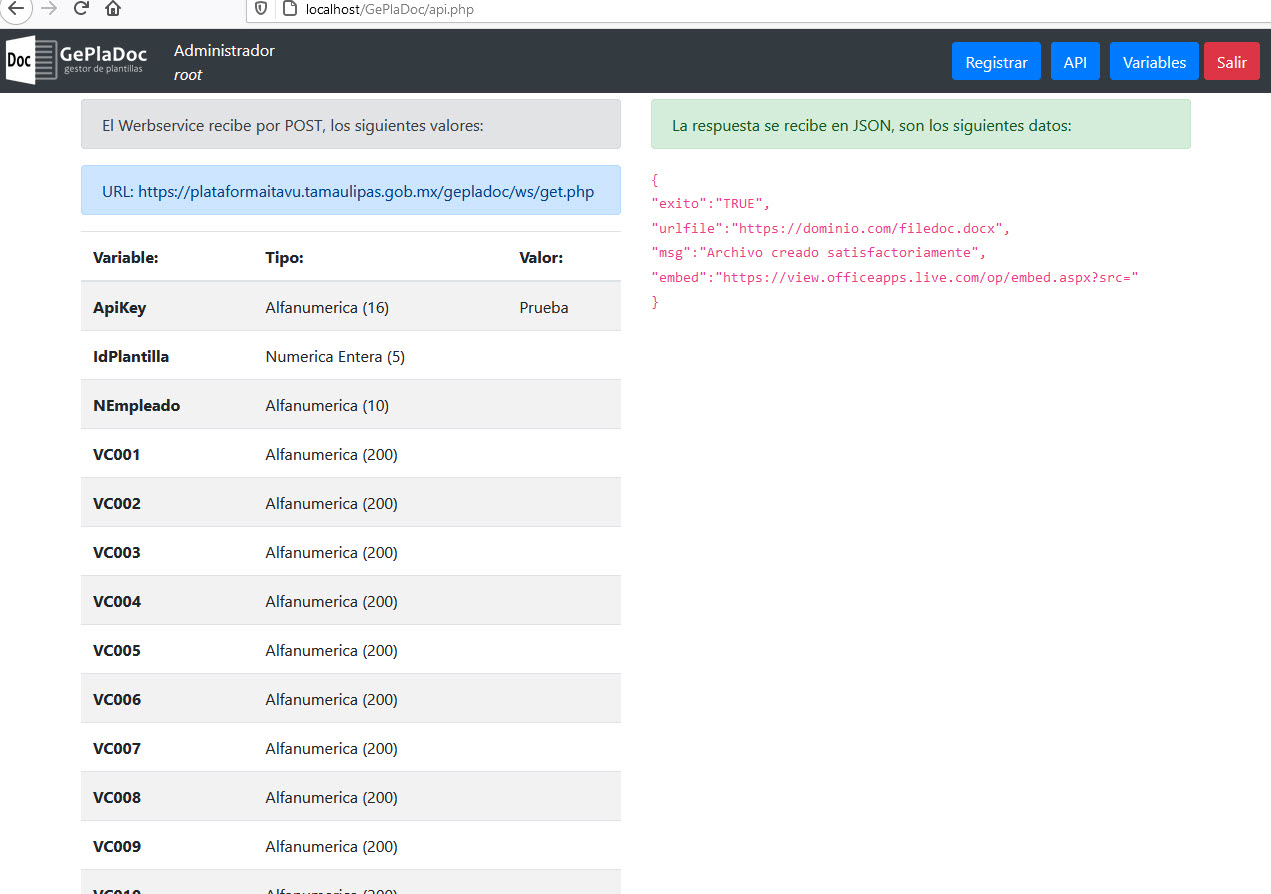 localhost/GePlaDoc/api.php
Doc GePlaDoc
gestor de plantillas
Administrador
root
Registrar API Variables Salir
El Werbservice recibe por POST, los siguientes valores:
URL: https://plataformaitavu.tamaulipas.gob.mx/gepladoc/ws/get.php
Variable: Tipo: Valor:
ApiKey Alfanumerica (16) Prueba
IdPlantilla Numerica Entera (5)
NEmpleado Alfanumerica (10)
VC001 Alfanumerica (200)
VC002 Alfanumerica (200)
VC003 Alfanumerica (200)
VC004 Alfanumerica (200)
VC005 Alfanumerica (200)
VC006 Alfanumerica (200)
VC007 Alfanumerica (200)
VC008 Alfanumerica (200)
VC009 Alfanumerica (200)
VC010 Alfanumerica (200)
La respuesta se recibe en JSON, son los siguientes datos:
{
"exito":"TRUE",
"urlfile":"https://dominio.com/filedoc.docx",
"msg":"Archivo creado satisfactoriamente",
"embed":"https://view.officeapps.live.com/op/embed.aspx?src="
}